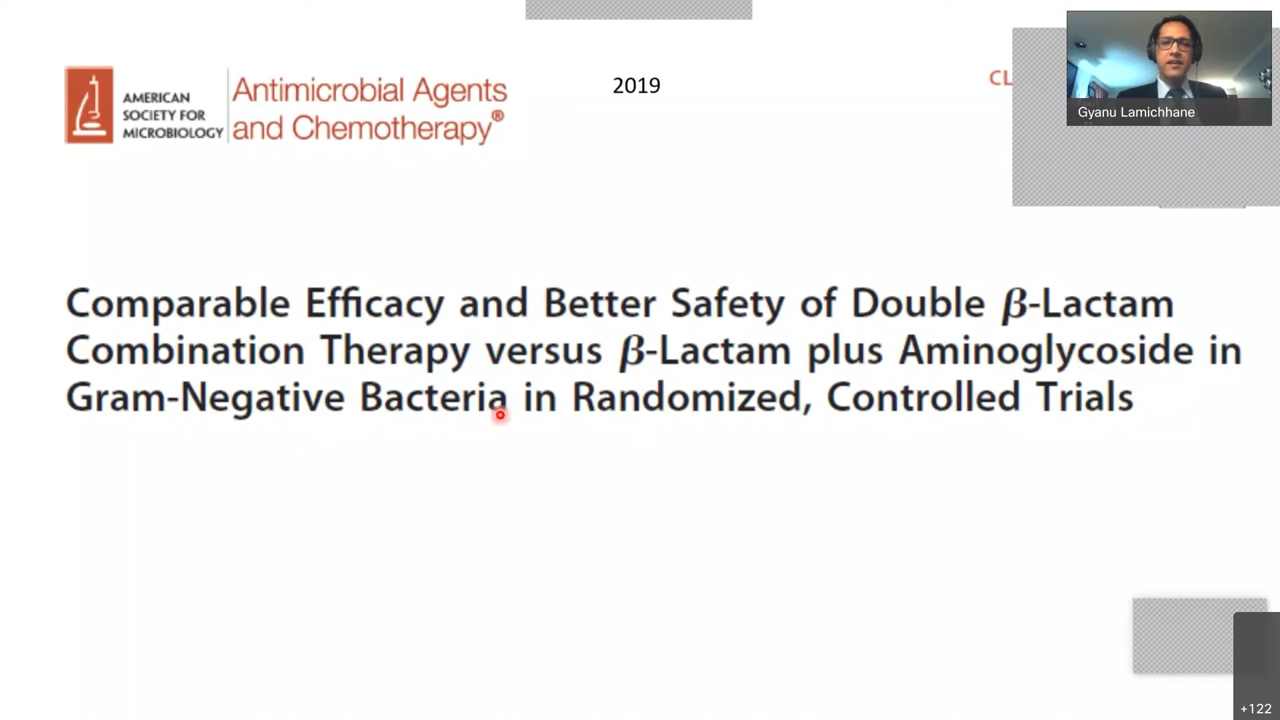 AMERICAN
SOCIETY FOR
MICROBIOLOGY
Antimicrobial Agents
and Chemotherapy®
2019
CL
Gyanu Lamichhane
Comparable Efficacy and Better Safety of Double β-Lactam
Combination Therapy versus β-Lactam plus Aminoglycoside in
Gram-Negative Bacteria in Randomized, Controlled Trials
+122